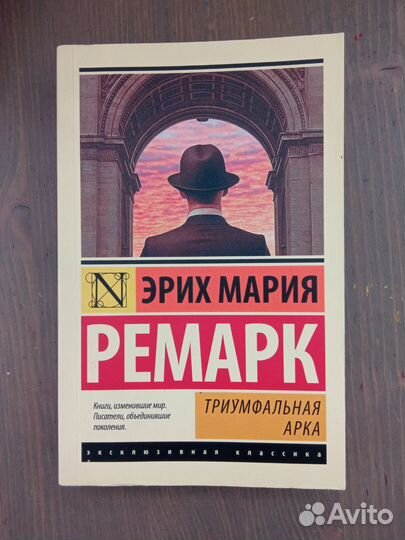 N
ЭРИХ МАРИЯ
РЕМАРК
Книги, изменившие мир.
Писатели, объединившие
поколения.
ТРИУМФАЛЬНАЯ
АРКА
эксклюзивная классика
Avito